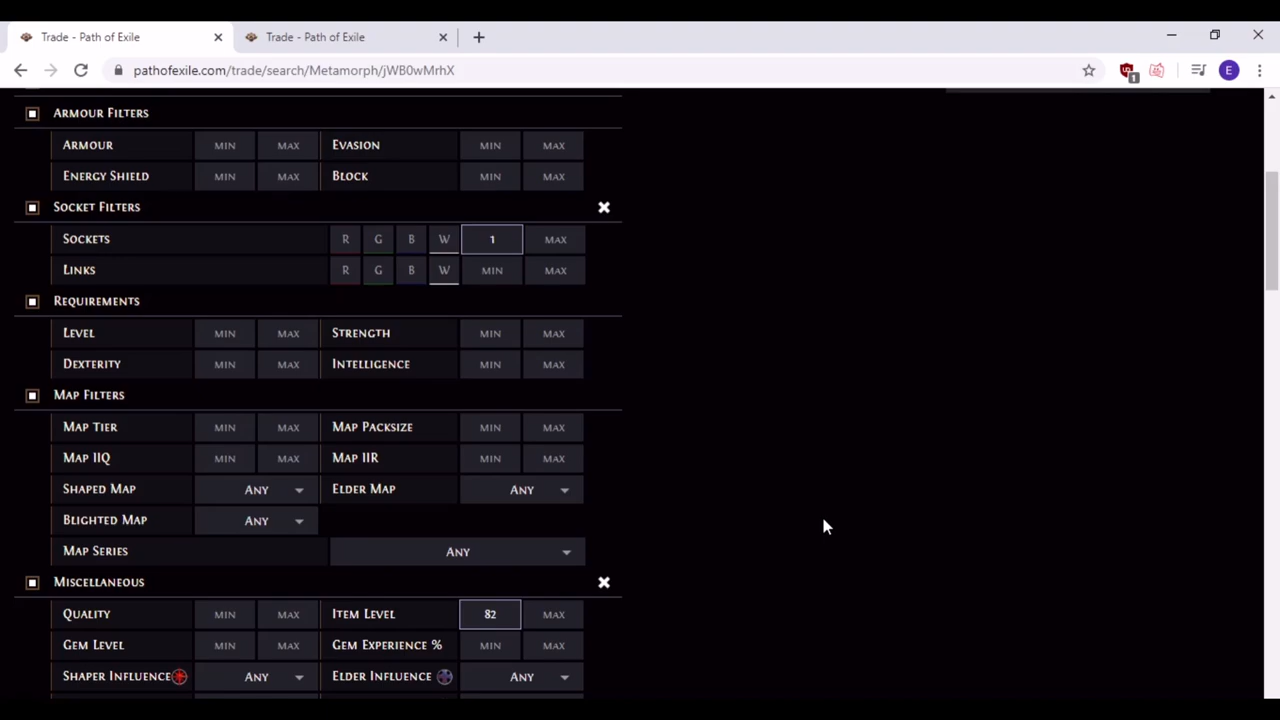 Trade - Path of Exile
Trade - Path of Exile
pathofexile.com/trade/search/Metamorph/jWB0wMrhX
1
E
ARMOUR FILTERS
ARMOUR MIN MAX EVASION MIN MAX
ENERGY SHIELD MIN MAX BLOCK MIN MAX
SOCKET FILTERS
SOCKETS R G B W 1 MAX
LINKS R G B W MIN MAX
REQUIREMENTS
LEVEL MIN MAX STRENGTH MIN MAX
DEXTERITY MIN MAX INTELLIGENCE MIN MAX
MAP FILTERS
MAP TIER MIN MAX MAP PACKSIZE MIN MAX
MAP IIQ MIN MAX MAP IIR MIN MAX
SHAPED MAP ANY ELDER MAP ANY
BLIGHTED MAP ANY
MAP SERIES ANY
MISCELLANEOUS
QUALITY MIN MAX ITEM LEVEL 82 MAX
GEM LEVEL MIN MAX GEM EXPERIENCE % MIN MAX
SHAPER INFLUENCE ANY ELDER INFLUENCE ANY